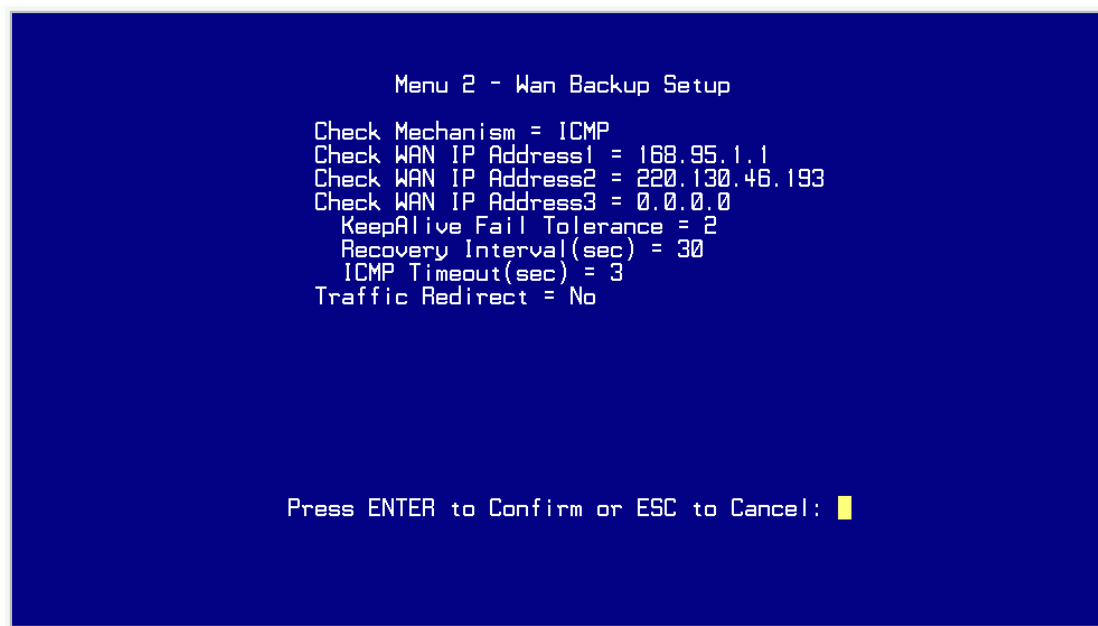 Menu 2 - Wan Backup Setup
Check Mechanism = ICMP
Check WAN IP Address1 = 168.95.1.1
Check WAN IP Address2 = 220.130.46.193
Check WAN IP Address3 = 0.0.0.0
KeepAlive Fail Tolerance = 2
Recovery Interval(sec) = 30
ICMP Timeout(sec) = 3
Traffic Redirect = No
Press ENTER to Confirm or ESC to Cancel: